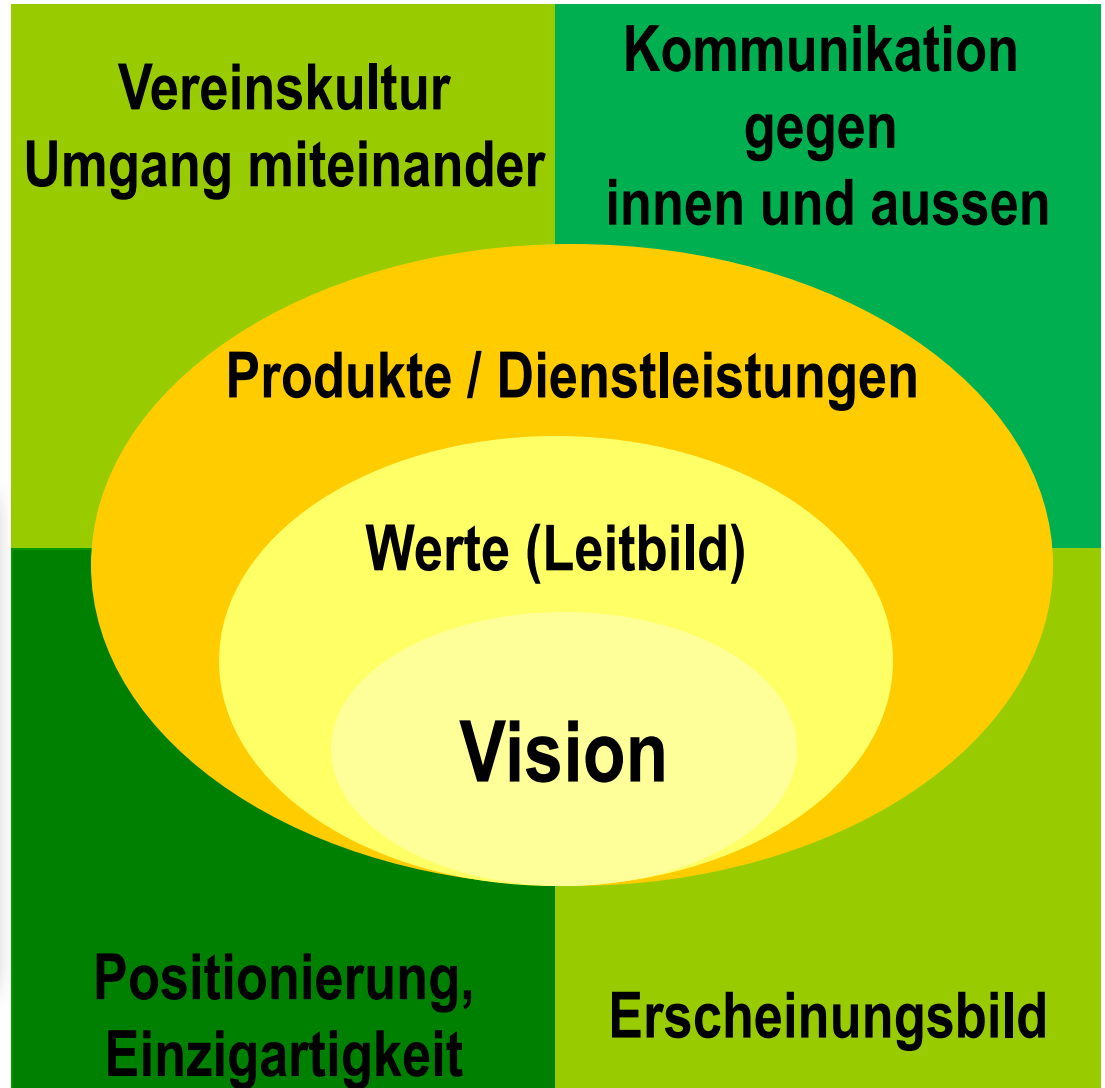 Vereinskultur
Umgang miteinander
Kommunikation
gegen
innen und aussen
Produkte / Dienstleistungen
Werte (Leitbild)
Vision
Positionierung,
Einzigartigkeit
Erscheinungsbild